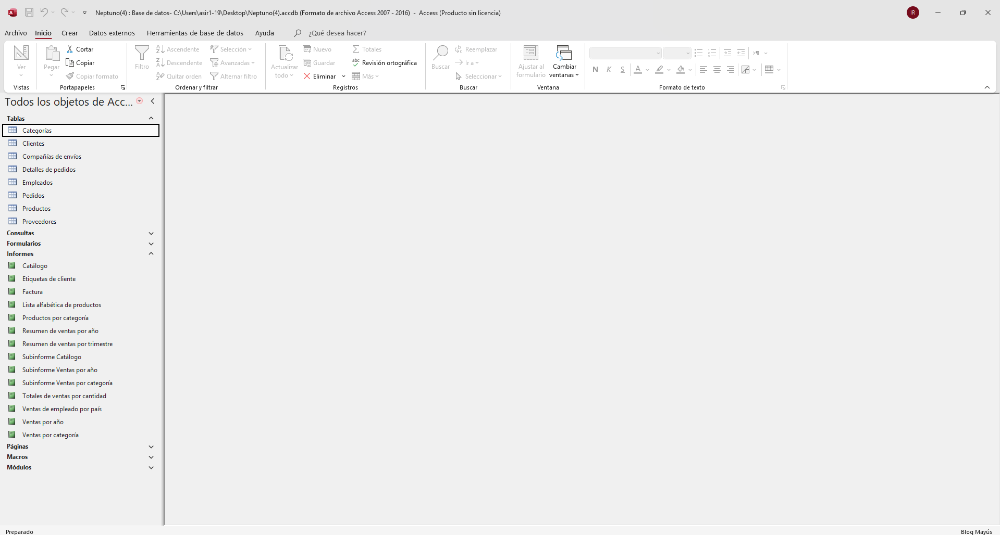 Neptuno(4) : Base de datos- C:\Users\asir1-19\Desktop\Neptuno(4).accdb (Formato de archivo Access 2007 - 2016) - Access (Producto sin licencia)
IR
Archivo Inicio Crear Datos externos Herramientas de base de datos Ayuda ¿Qué desea hacer?
Ver
Vistas
Pegar
Cortar
Copiar
Copiar formato
Portapapeles
Filtro
Ascendente
Descendente
Quitar orden
Selección
Avanzadas
Alternar filtro
Ordenar y filtrar
Actualizar
todo
Nuevo
Guardar
Eliminar
Totales
abc
Revisión ortográfica
Más
Registros
Buscar
Reemplazar
Ir a
Seleccionar
Buscar
Ajustar al
formulario
Cambiar
ventanas
Ventana
N K S A
Formato de texto
Todos los objetos de Acc...
Tablas
Categorías
Clientes
Compañías de envíos
Detalles de pedidos
Empleados
Pedidos
Productos
Proveedores
Consultas
Formularios
Informes
Catálogo
Etiquetas de cliente
Factura
Lista alfabética de productos
Productos por categoría
Resumen de ventas por año
Resumen de ventas por trimestre
Subinforme Catálogo
Subinforme Ventas por año
Subinforme Ventas por categoría
Totales de ventas por cantidad
Ventas de empleado por país
Ventas por año
Ventas por categoría
Páginas
Macros
Módulos
Preparado
Bloq Mayús